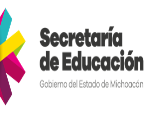 Secretaría
de Educación
Gobierno del Estado de Michoacán